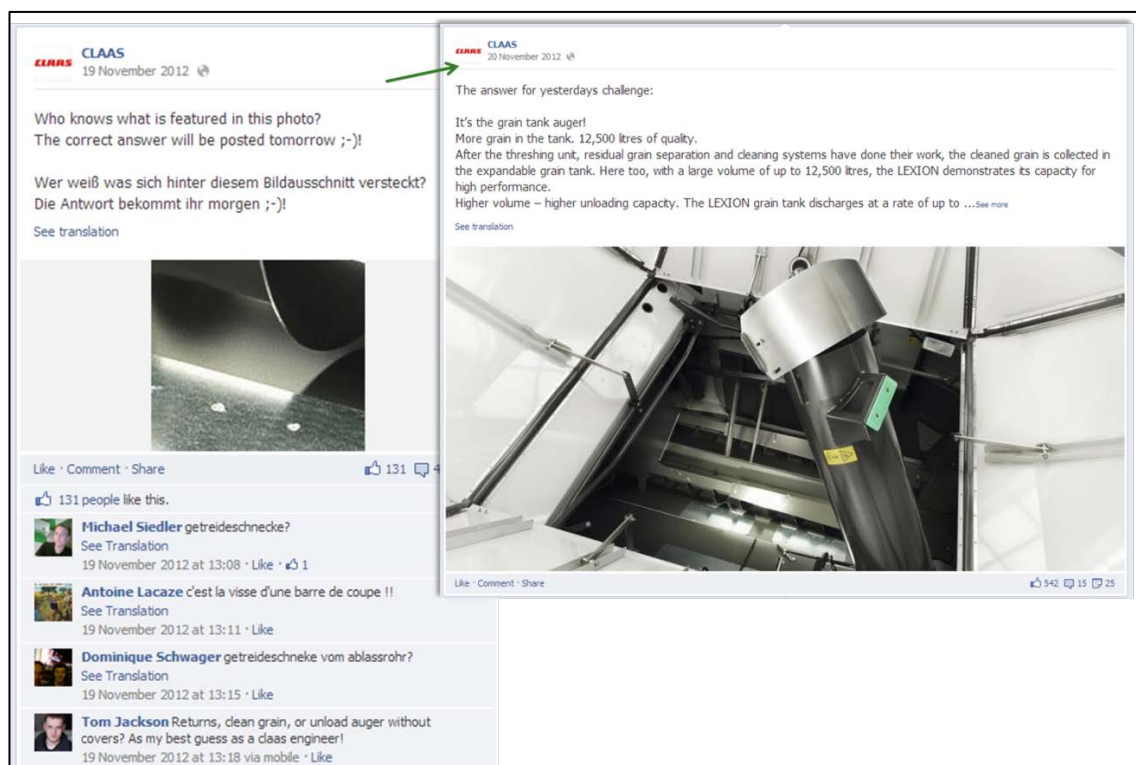 CLAAS
CLAAS
19 November 2012
Who knows what is featured in this photo?
The correct answer will be posted tomorrow ;-)!
Wer weiß was sich hinter diesem Bildausschnitt versteckt?
Die Antwort bekommt ihr morgen ;-)!
See translation
Like · Comment · Share
131
4
131 people like this.
Michael Siedler getreideschnecke?
See Translation
19 November 2012 at 13:08 · Like · 1
Antoine Lacaze c'est la visse d'une barre de coupe !!
See Translation
19 November 2012 at 13:11 · Like
Dominique Schwager getreideschneke vom ablassrohr?
See Translation
19 November 2012 at 13:15 · Like
Tom Jackson Returns, clean grain, or unload auger without
covers? As my best guess as a claas engineer!
19 November 2012 at 13:18 via mobile · Like
CLAAS
CLAAS
20 November 2012
The answer for yesterdays challenge:
It's the grain tank auger!
More grain in the tank. 12,500 litres of quality.
After the threshing unit, residual grain separation and cleaning systems have done their work, the cleaned grain is collected in
the expandable grain tank. Here too, with a large volume of up to 12,500 litres, the LEXION demonstrates its capacity for
high performance.
Higher volume – higher unloading capacity. The LEXION grain tank discharges at a rate of up to ...See more
See translation
Like · Comment · Share
542 15 25